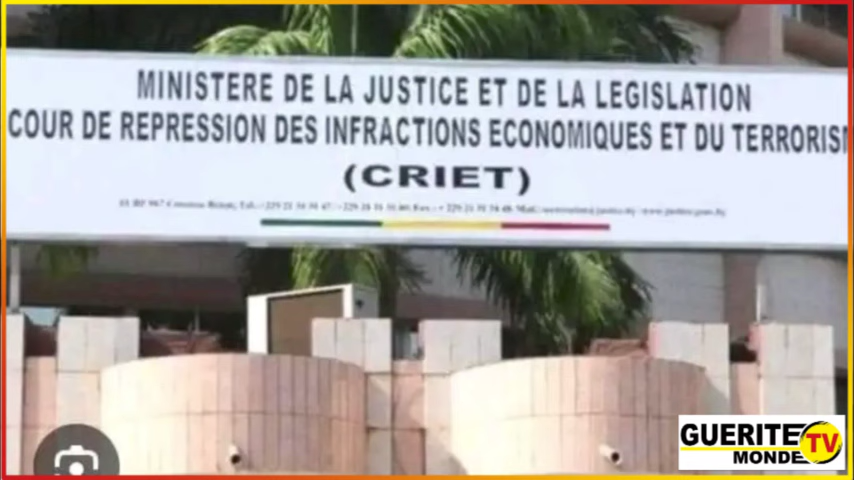 MINISTERE DE LA JUSTICE ET DE LA LEGISLATION
COUR DE REPRESSION DES INFRACTIONS ECONOMIQUES ET DU TERRORISM
(CRIET)
GUERITE TV
MONDE